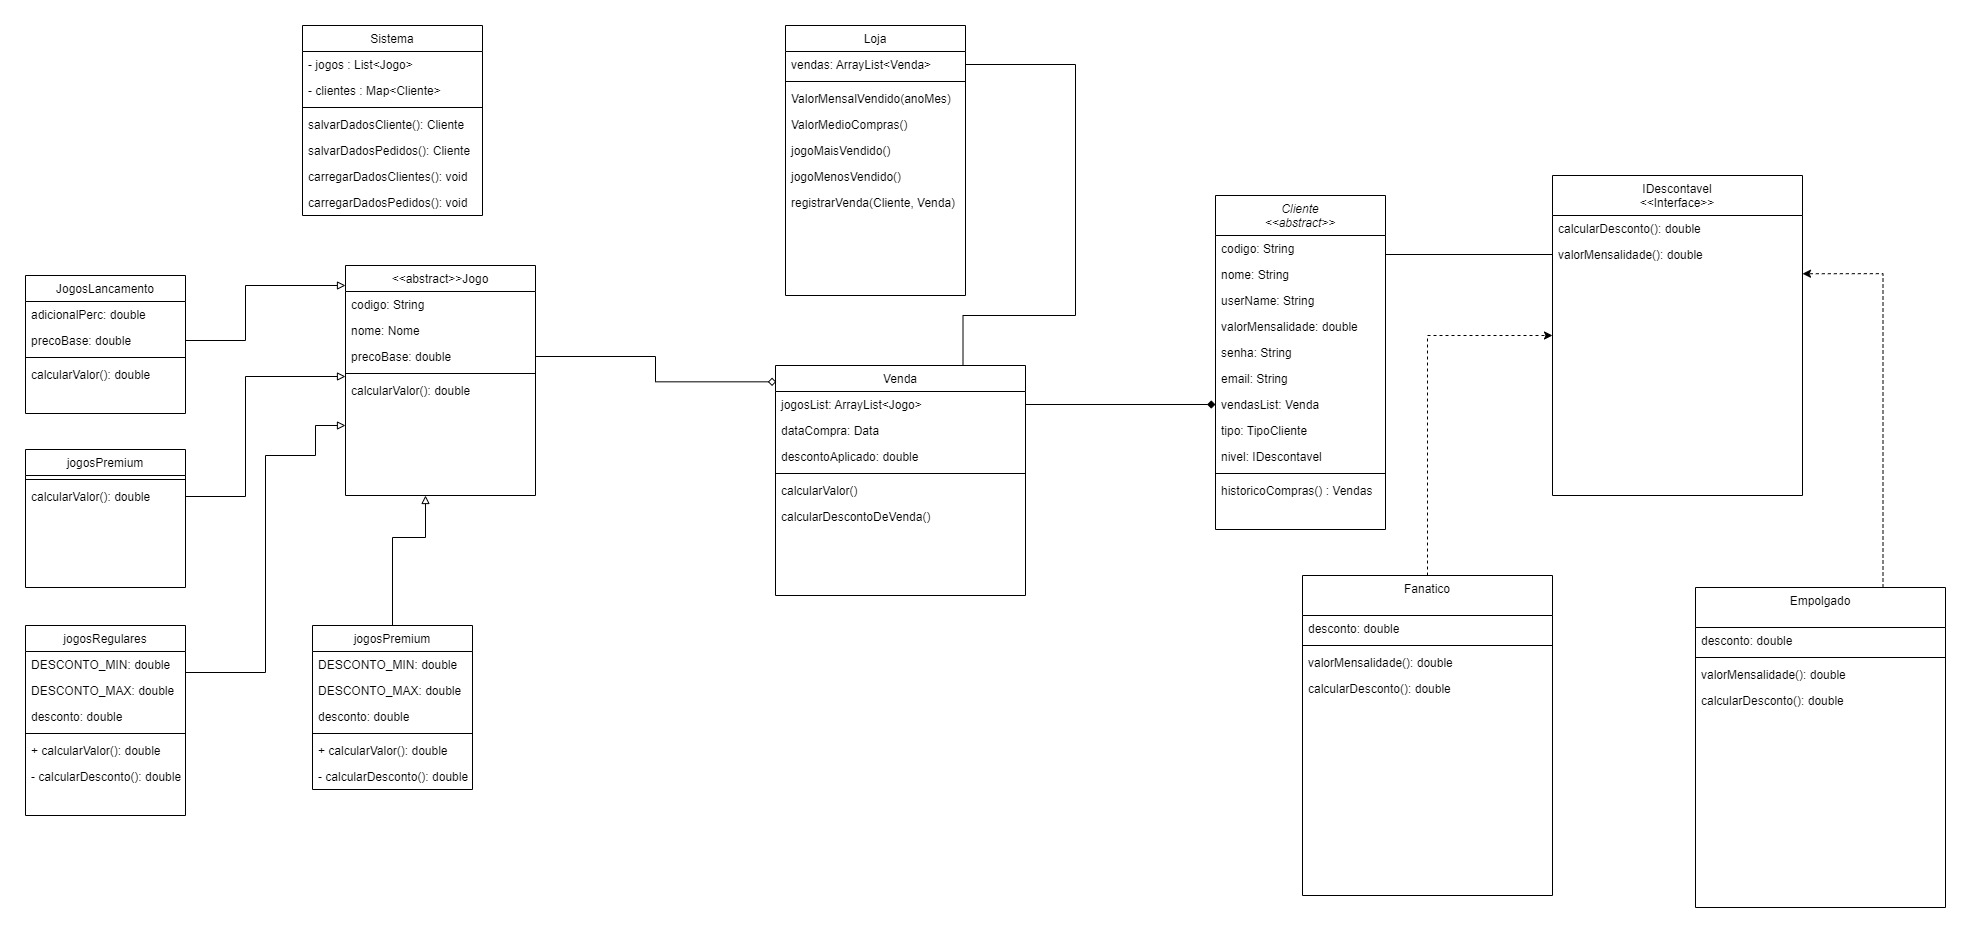 Sistema
- jogos : List<Jogo>
- clientes : Map<Cliente>
salvarDadosCliente(): Cliente
salvarDadosPedidos(): Cliente
carregarDadosClientes(): void
carregarDadosPedidos(): void
Loja
vendas: ArrayList<Venda>
ValorMensalVendido(anoMes)
ValorMedioCompras()
jogoMaisVendido()
jogoMenosVendido()
registrarVenda(Cliente, Venda)
Cliente
<<abstract>>
codigo: String
nome: String
userName: String
valorMensalidade: double
senha: String
email: String
vendasList: Venda
tipo: TipoCliente
nivel: IDescontavel
historicoCompras() : Vendas
IDescontavel
<<Interface>>
calcularDesconto(): double
valorMensalidade(): double
JogosLancamento
adicionalPerc: double
precoBase: double
calcularValor(): double
<<abstract>>Jogo
codigo: String
nome: Nome
precoBase: double
calcularValor(): double
Venda
jogosList: ArrayList<Jogo>
dataCompra: Data
descontoAplicado: double
calcularValor()
calcularDescontoDeVenda()
jogosPremium
calcularValor(): double
jogosRegulares
DESCONTO_MIN: double
DESCONTO_MAX: double
desconto: double
+ calcularValor(): double
- calcularDesconto(): double
jogosPremium
DESCONTO_MIN: double
DESCONTO_MAX: double
desconto: double
+ calcularValor(): double
- calcularDesconto(): double
Fanatico
desconto: double
valorMensalidade(): double
calcularDesconto(): double
Empolgado
desconto: double
valorMensalidade(): double
calcularDesconto(): double